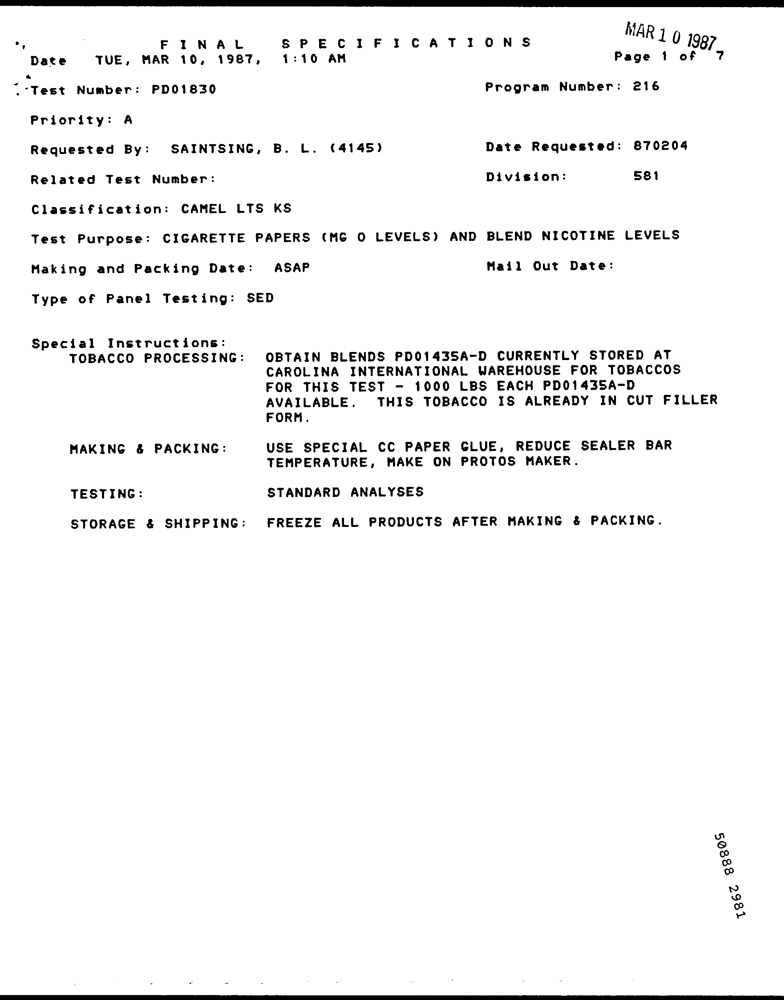 MAR 10 1987
F I N A L S P E C I F I C A T I O N S
Date TUE, MAR 10, 1987, 1:10 AM Page 1 of 7
Test Number: PD01830 Program Number: 216
Priority: A
Requested By: SAINTSING, B. L. (4145) Date Requested: 870204
Related Test Number: Division: 581
Classification: CAMEL LTS KS
Test Purpose: CIGARETTE PAPERS (MG O LEVELS) AND BLEND NICOTINE LEVELS
Making and Packing Date: ASAP Mail Out Date:
Type of Panel Testing: SED
Special Instructions:
TOBACCO PROCESSING: OBTAIN BLENDS PD01435A-D CURRENTLY STORED AT
CAROLINA INTERNATIONAL WAREHOUSE FOR TOBACCOS
FOR THIS TEST - 1000 LBS EACH PD01435A-D
AVAILABLE. THIS TOBACCO IS ALREADY IN CUT FILLER
FORM.
MAKING & PACKING: USE SPECIAL CC PAPER GLUE, REDUCE SEALER BAR
TEMPERATURE, MAKE ON PROTOS MAKER.
TESTING: STANDARD ANALYSES
STORAGE & SHIPPING: FREEZE ALL PRODUCTS AFTER MAKING & PACKING.
50888 2981